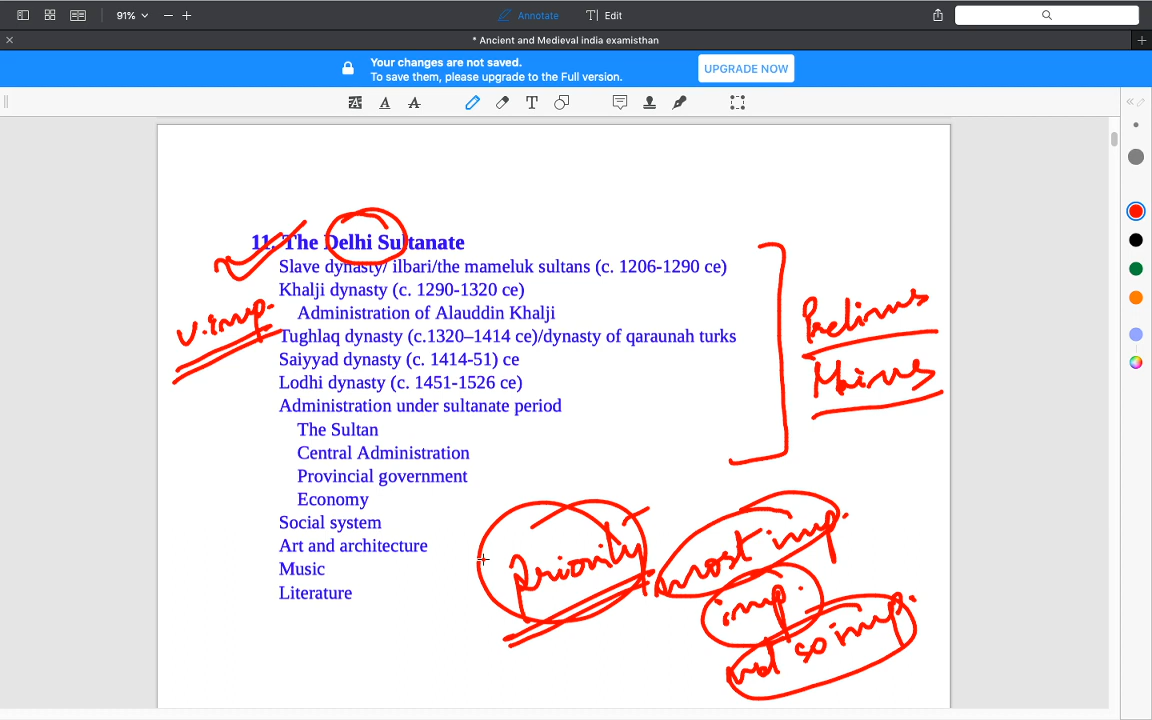 91%
Annotate
Edit
* Ancient and Medieval india examisthan
Your changes are not saved.
To save them, please upgrade to the Full version.
UPGRADE NOW
11. The Delhi Sultanate
Slave dynasty/ ilbari/the mameluk sultans (c. 1206-1290 ce)
Khalji dynasty (c. 1290-1320 ce)
Administration of Alauddin Khalji
Tughlaq dynasty (c.1320–1414 ce)/dynasty of qaraunah turks
Saiyyad dynasty (c. 1414-51) ce
Lodhi dynasty (c. 1451-1526 ce)
Administration under sultanate period
The Sultan
Central Administration
Provincial government
Economy
Social system
Art and architecture
Music
Literature
V.imp.
Prelims
Mains
Priority
most imp.
imp.
not so imp.